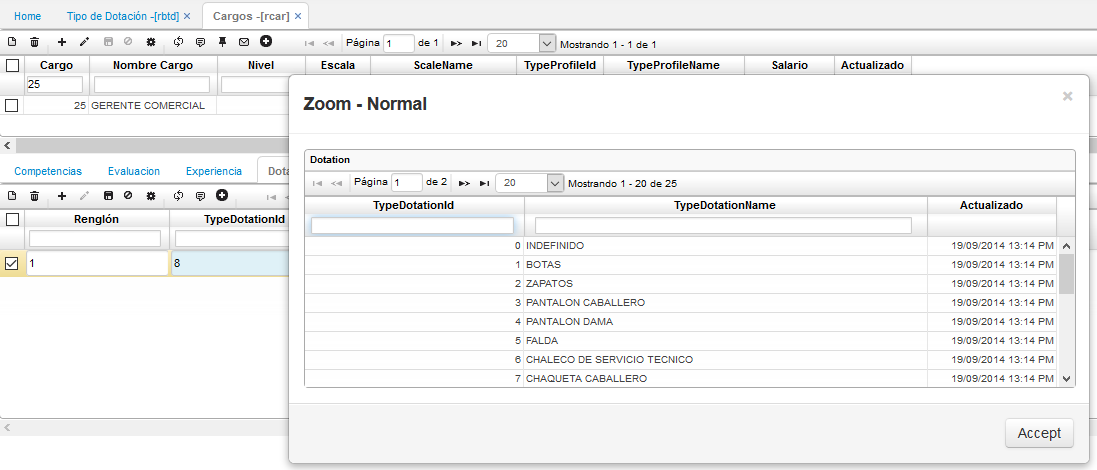 Home Tipo de Dotación -[rbtd] × Cargos -[rcar] ×
Página 1 de 1 20 Mostrando 1 - 1 de 1
Cargo Nombre Cargo Nivel Escala ScaleName TypeProfileId TypeProfileName Salario Actualizado
25
25 GERENTE COMERCIAL
Competencias Evaluacion Experiencia Dota
Renglón TypeDotationId
1 8
Zoom - Normal ×
Dotation
Página 1 de 2 20 Mostrando 1 - 20 de 25
TypeDotationId TypeDotationName Actualizado
0 INDEFINIDO 19/09/2014 13:14 PM
1 BOTAS 19/09/2014 13:14 PM
2 ZAPATOS 19/09/2014 13:14 PM
3 PANTALON CABALLERO 19/09/2014 13:14 PM
4 PANTALON DAMA 19/09/2014 13:14 PM
5 FALDA 19/09/2014 13:14 PM
6 CHALECO DE SERVICIO TECNICO 19/09/2014 13:14 PM
7 CHAQUETA CABALLERO 19/09/2014 13:14 PM
Accept